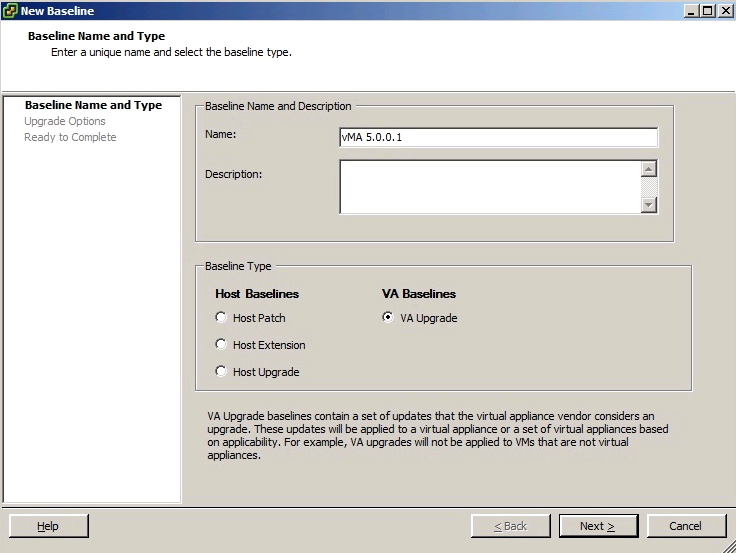 New Baseline
Baseline Name and Type
Enter a unique name and select the baseline type.
Baseline Name and Type
Upgrade Options
Ready to Complete
Baseline Name and Description
Name:
vMA 5.0.0.1
Description:
Baseline Type
Host Baselines
VA Baselines
Host Patch
VA Upgrade
Host Extension
Host Upgrade
VA Upgrade baselines contain a set of updates that the virtual appliance vendor considers an
upgrade. These updates will be applied to a virtual appliance or a set of virtual appliances based
on applicability. For example, VA upgrades will not be applied to VMs that are not virtual
appliances.
Help
< Back
Next >
Cancel